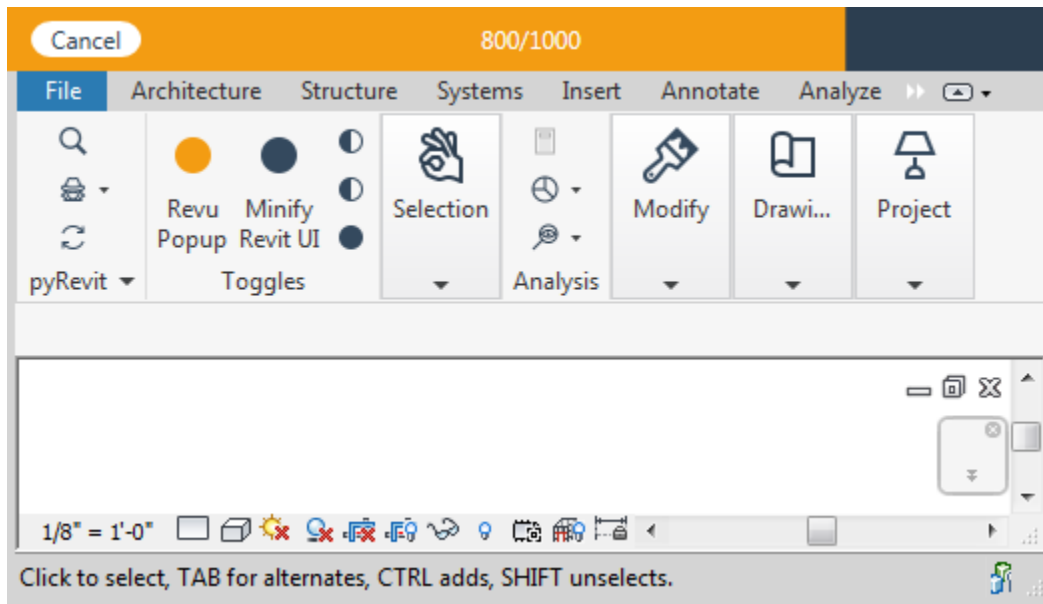 Cancel 800/1000
File Architecture Structure Systems Insert Annotate Analyze
Revu Popup Minify Revit UI Selection Modify Drawi... Project
pyRevit Toggles Analysis
1/8" = 1'-0"
Click to select, TAB for alternates, CTRL adds, SHIFT unselects.